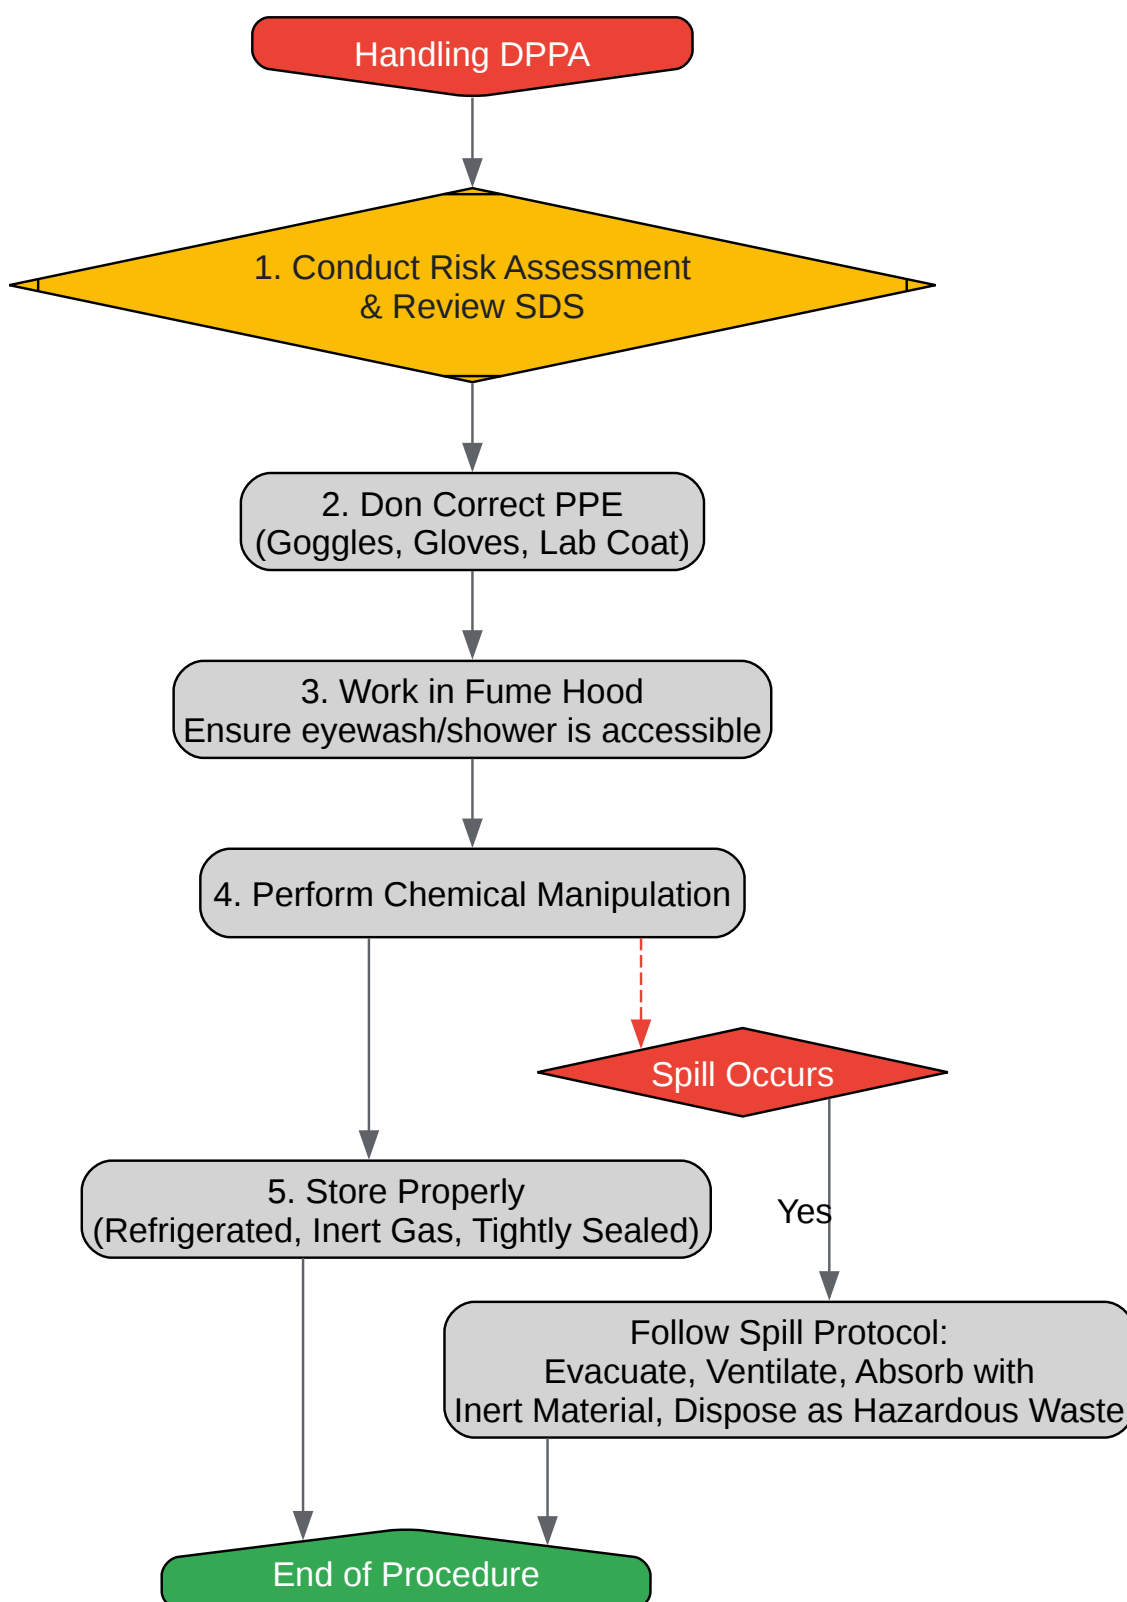 Handling DPPA
1. Conduct Risk Assessment
& Review SDS
2. Don Correct PPE
(Goggles, Gloves, Lab Coat)
3. Work in Fume Hood
Ensure eyewash/shower is accessible
4. Perform Chemical Manipulation
Spill Occurs
5. Store Properly
(Refrigerated, Inert Gas, Tightly Sealed)
Yes
Follow Spill Protocol:
Evacuate, Ventilate, Absorb with
Inert Material, Dispose as Hazardous Waste
End of Procedure